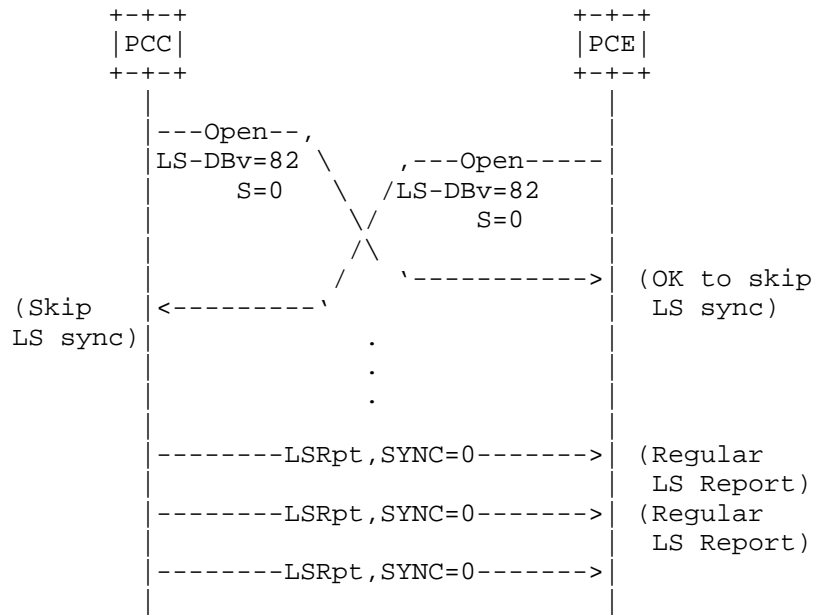 +-+-+                    +-+-+
|PCC|                    |PCE|
+-+-+                    +-+-+
  |                        |
  |---Open--,              |
  |LS-DBv=82 \    ,---Open-----|
  |    S=0    \  /LS-DBv=82    |
  |            \/     S=0      |
  |            /\              |
  |           /  `----------->|  (OK to skip
(Skip     |<---------`             |   LS sync)
LS sync)|            .             |
  |            .             |
  |            .             |
  |--------LSRpt,SYNC=0------->|  (Regular
  |                            |   LS Report)
  |--------LSRpt,SYNC=0------->|  (Regular
  |                            |   LS Report)
  |--------LSRpt,SYNC=0------->|
  |                            |